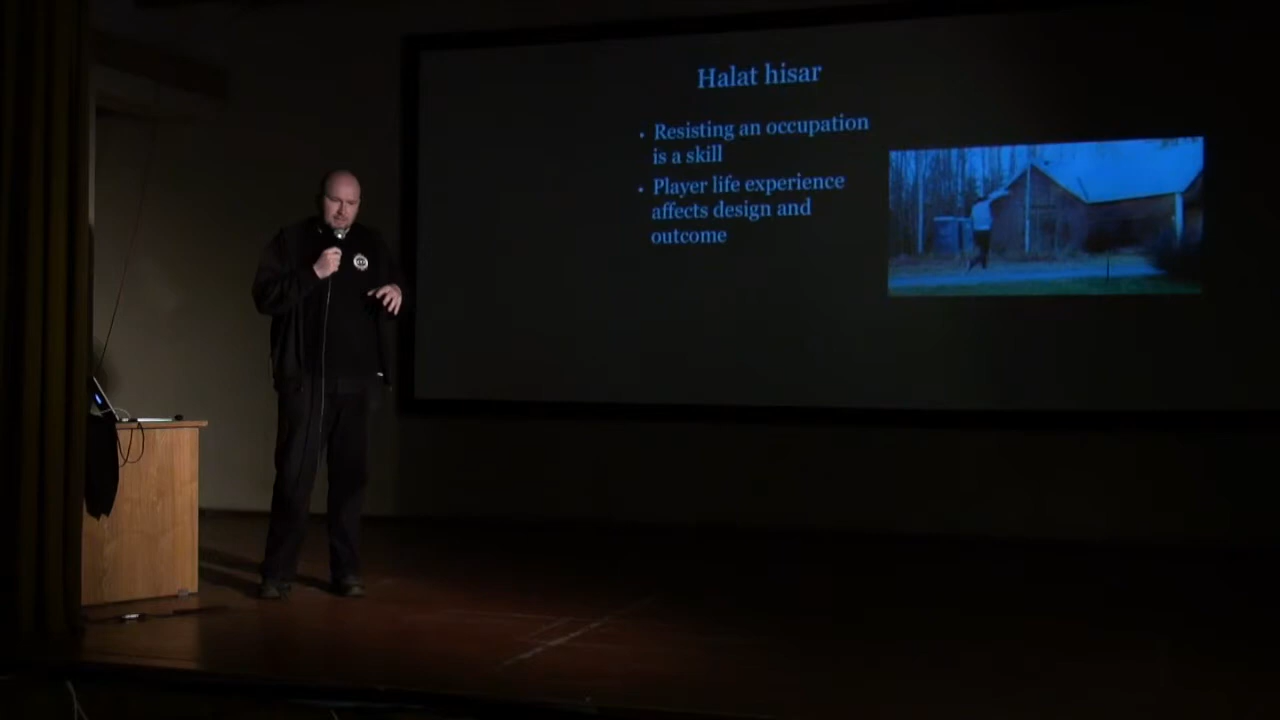 Halat hisar
• Resisting an occupation
is a skill
• Player life experience
affects design and
outcome